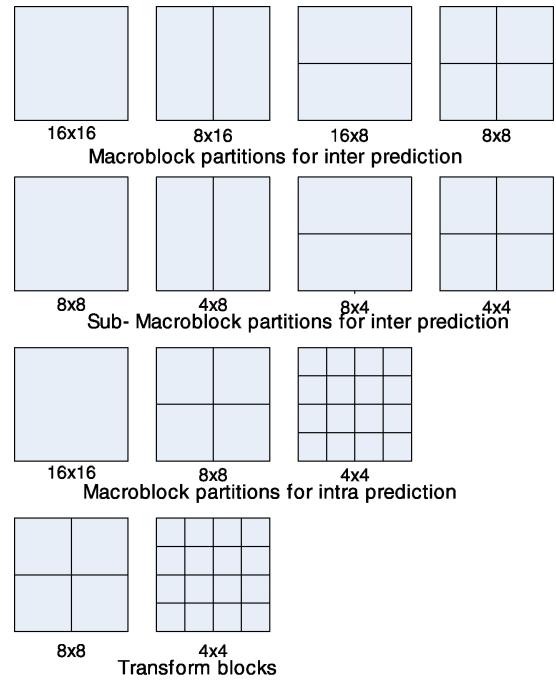 16x16 8x16 16x8 8x8
Macroblock partitions for inter prediction
8x8 4x8 8x4 4x4
Sub- Macroblock partitions for inter prediction
16x16 8x8 4x4
Macroblock partitions for intra prediction
8x8 4x4
Transform blocks